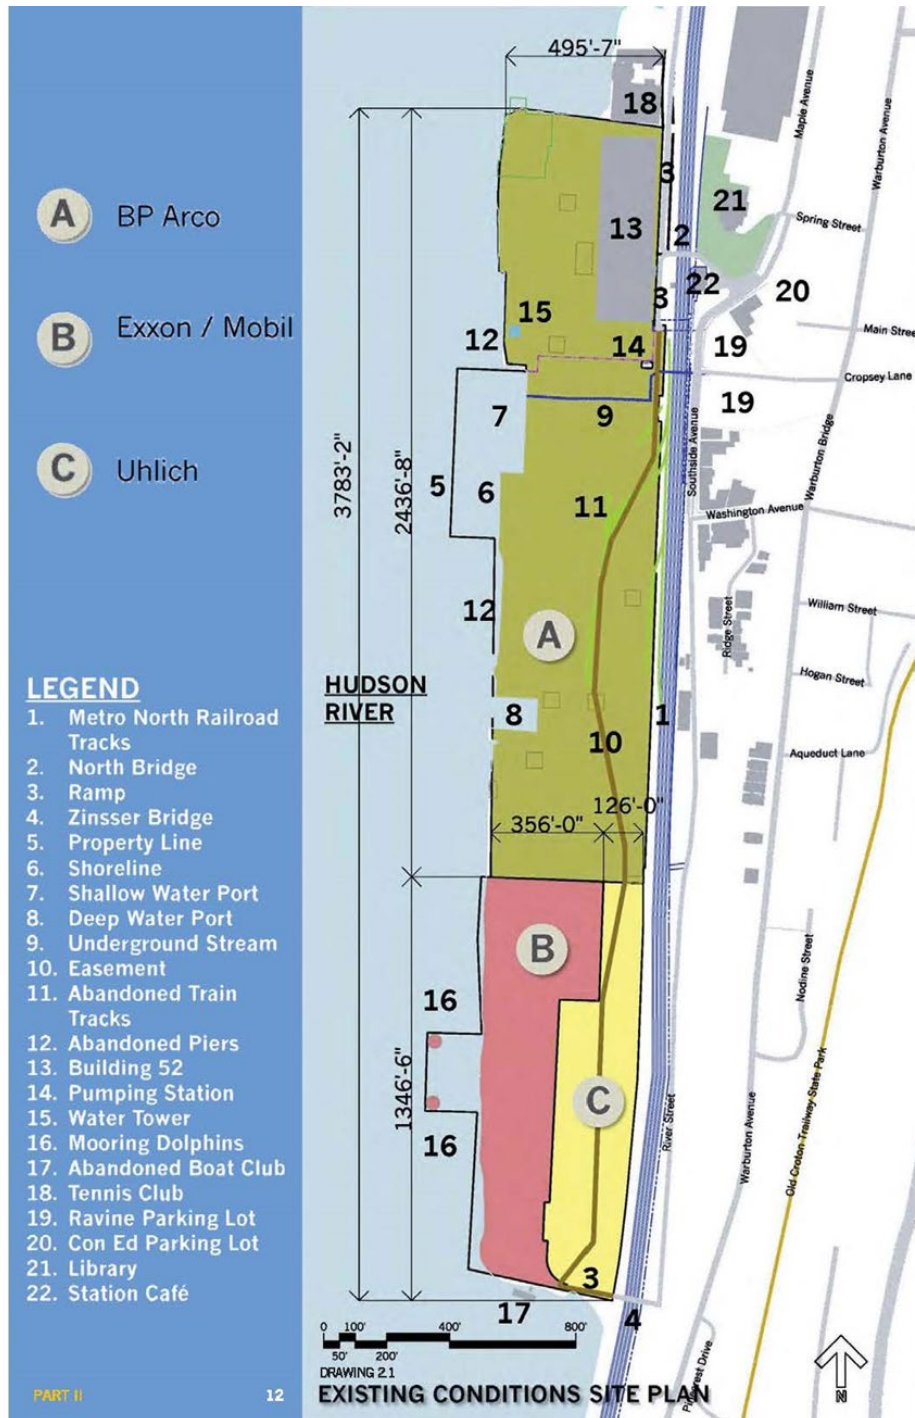 A BP Arco
B Exxon / Mobil
C Uhlich
LEGEND
1. Metro North Railroad
Tracks
2. North Bridge
3. Ramp
4. Zinsser Bridge
5. Property Line
6. Shoreline
7. Shallow Water Port
8. Deep Water Port
9. Underground Stream
10. Easement
11. Abandoned Train
Tracks
12. Abandoned Piers
13. Building 52
14. Pumping Station
15. Water Tower
16. Mooring Dolphins
17. Abandoned Boat Club
18. Tennis Club
19. Ravine Parking Lot
20. Con Ed Parking Lot
21. Library
22. Station Café
PART II 12
495'-7"
18
3
13
21
2
22
3
20
15
12
14
19
7
9
19
3783'-2"
2436'-8"
5
6
11
12
A
HUDSON
RIVER
8
1
10
126'-0"
356'-0"
B
16
1346'-6"
C
16
3
17
4
Maple Avenue
Warburton Avenue
Spring Street
Main Stree
Cropsey Lane
Southside Avenue
Warburton Bridge
Washington Avenue
William Street
Ridge Street
Hogan Street
Aqueduct Lane
Nodine Street
River Street
Warburton Avenue
Old Croton Trailway State Park
Pinecrest Drive
0 100' 400' 800'
50' 200'
DRAWING 2.1
EXISTING CONDITIONS SITE PLAN
N